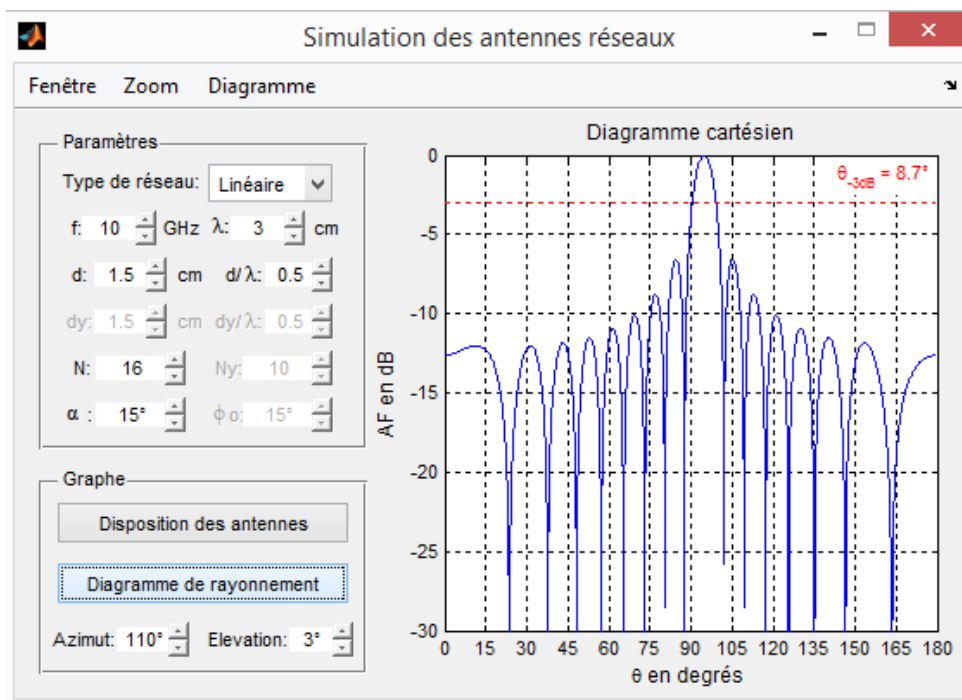 Simulation des antennes réseaux
Fenêtre Zoom Diagramme
Paramètres
Type de réseau: Linéaire
f: 10 GHz λ: 3 cm
d: 1.5 cm d/λ: 0.5
dy: 1.5 cm dy/λ: 0.5
N: 16 Ny: 10
α : 15° ϕo: 15°
Graphe
Disposition des antennes
Diagramme de rayonnement
Azimut: 110° Elevation: 3°
Diagramme cartésien
θ-3dB = 8.7°
AF en dB
0
-5
-10
-15
-20
-25
-30
0 15 30 45 60 75 90 105 120 135 150 165 180
θ en degrés